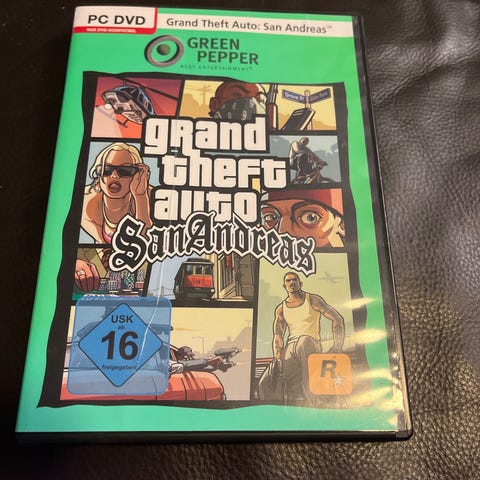 PC DVD
NUR DVD-KOMPATIBEL
Grand Theft Auto: San Andreas™
GREEN
PEPPER
BEST ENTERTAINMENT
grand
theft
auto
San Andreas
USK
ab
16
freigegeben
R